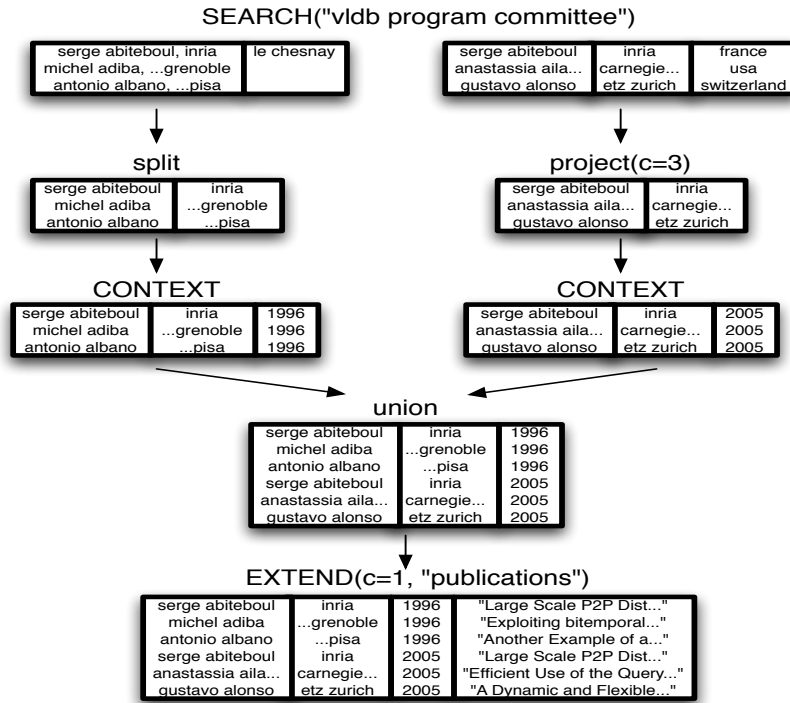 SEARCH("vldb program committee")
serge abiteboul, inria le chesnay
michel adiba, ...grenoble
antonio albano, ...pisa
serge abiteboul inria france
anastassia aila... carnegie... usa
gustavo alonso etz zurich switzerland
split
serge abiteboul inria
michel adiba ...grenoble
antonio albano ...pisa
project(c=3)
serge abiteboul inria
anastassia aila... carnegie...
gustavo alonso etz zurich
CONTEXT
serge abiteboul inria 1996
michel adiba ...grenoble 1996
antonio albano ...pisa 1996
CONTEXT
serge abiteboul inria 2005
anastassia aila... carnegie... 2005
gustavo alonso etz zurich 2005
union
serge abiteboul inria 1996
michel adiba ...grenoble 1996
antonio albano ...pisa 1996
serge abiteboul inria 2005
anastassia aila... carnegie... 2005
gustavo alonso etz zurich 2005
EXTEND(c=1, "publications")
serge abiteboul inria 1996 "Large Scale P2P Dist..."
michel adiba ...grenoble 1996 "Exploiting bitemporal..."
antonio albano ...pisa 1996 "Another Example of a..."
serge abiteboul inria 2005 "Large Scale P2P Dist..."
anastassia aila... carnegie... 2005 "Efficient Use of the Query..."
gustavo alonso etz zurich 2005 "A Dynamic and Flexible..."